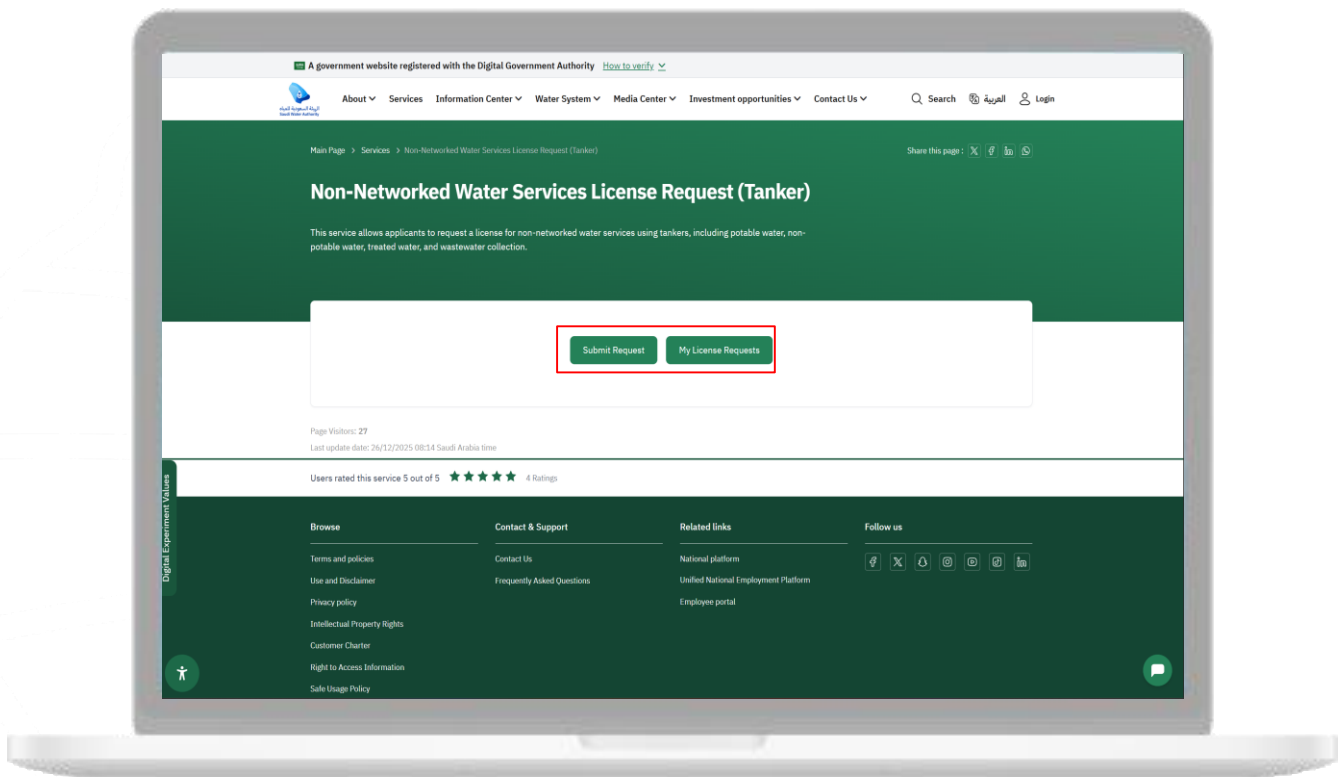 A government website registered with the Digital Government Authority How to verify
الهيئة السعودية للمياه
Saudi Water Authority
About Services Information Center Water System Media Center Investment opportunities Contact Us Search العربية Login
Main Page > Services > Non-Networked Water Services License Request (Tanker)
Share this page :
Non-Networked Water Services License Request (Tanker)
This service allows applicants to request a license for non-networked water services using tankers, including potable water, non-
potable water, treated water, and wastewater collection.
Submit Request My License Requests
Page Visitors: 27
Last update date: 26/12/2025 08:14 Saudi Arabia time
Users rated this service 5 out of 5 4 Ratings
Digital Experiment Values
Browse Contact & Support Related links Follow us
Terms and policies Contact Us National platform
Use and Disclaimer Frequently Asked Questions Unified National Employment Platform
Privacy policy Employee portal
Intellectual Property Rights
Customer Charter
Right to Access Information
Safe Usage Policy